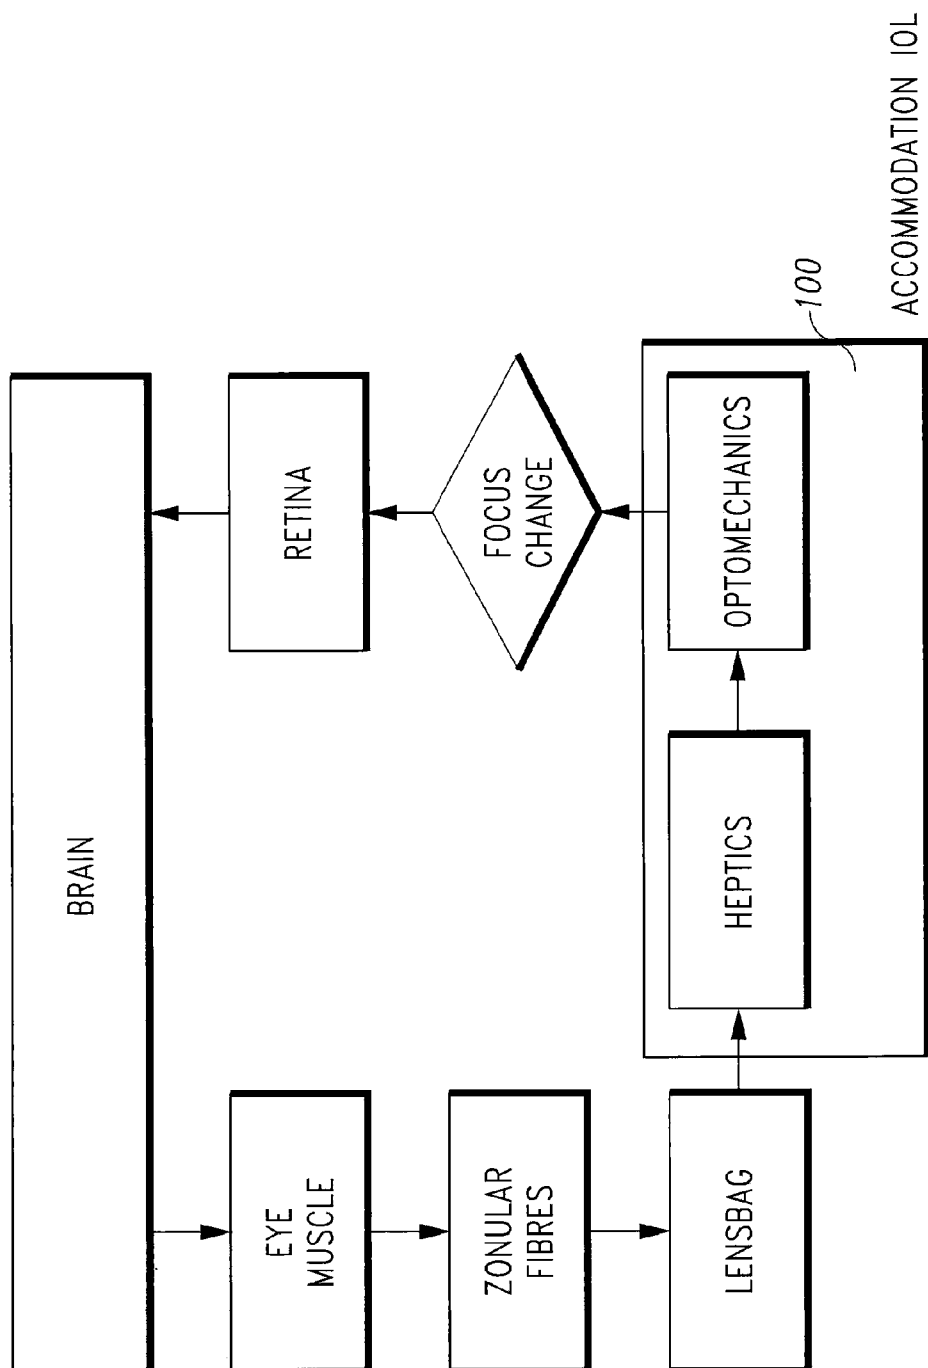 BRAIN
EYE
MUSCLE
ZONULAR
FIBRES
LENSBAG
HEPTICS
OPTOMECHANICS
FOCUS
CHANGE
RETINA
100
ACCOMMODATION IOL